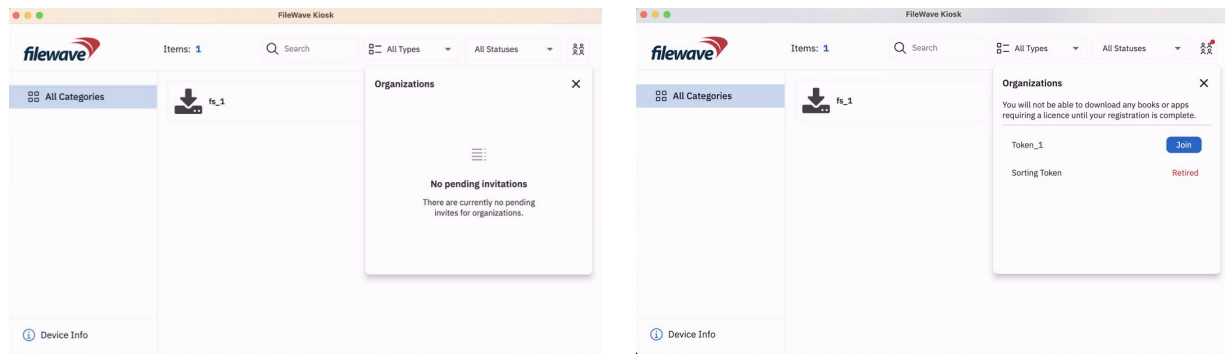 FileWave Kiosk
filewave
Items: 1
Search
All Types
All Statuses
All Categories
fs_1
Organizations
No pending invitations
There are currently no pending
invites for organizations.
Device Info
FileWave Kiosk
filewave
Items: 1
Search
All Types
All Statuses
All Categories
fs_1
Organizations
You will not be able to download any books or apps
requiring a licence until your registration is complete.
Token_1
Join
Sorting Token
Retired
Device Info